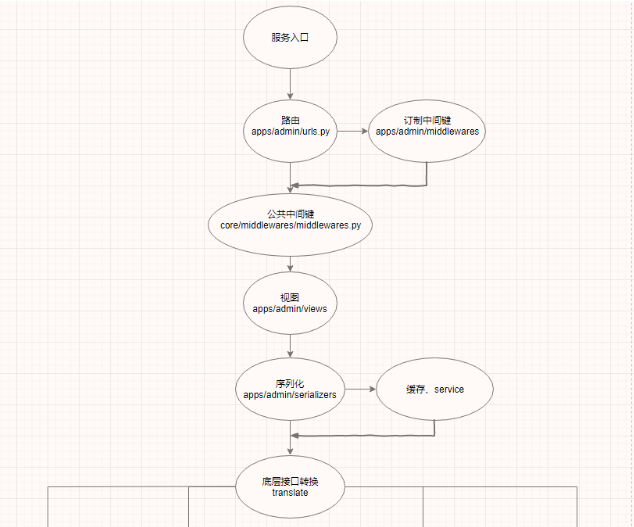 服务入口
路由
apps/admin/urls.py
订制中间键
apps/admin/middlewares
公共中间键
core/middlewares/middlewares.py
视图
apps/admin/views
序列化
apps/admin/serializers
缓存、service
底层接口转换
translate